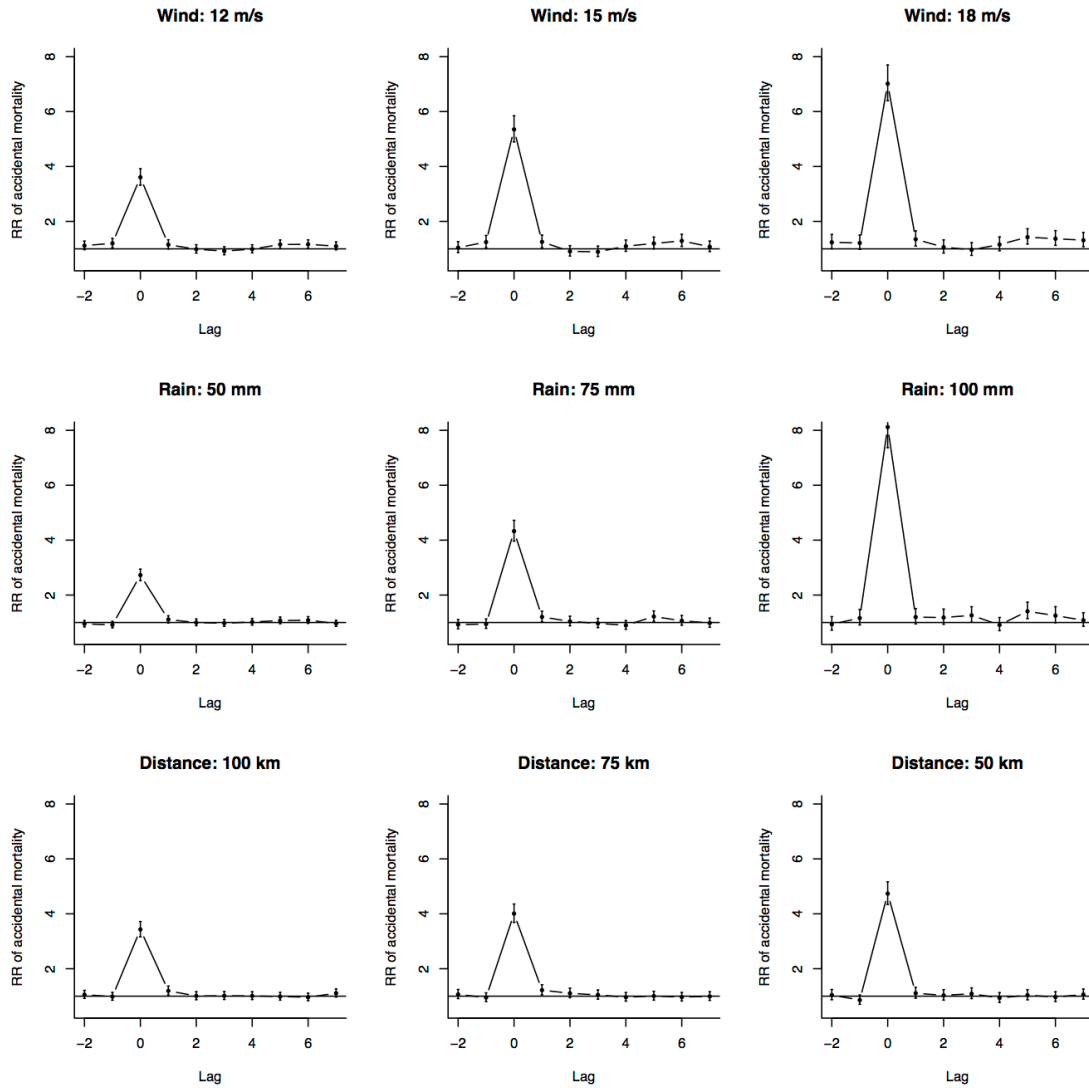 Wind: 12 m/s
RR of accidental mortality
8
6
4
2
−2 0 2 4 6
Lag
Wind: 15 m/s
RR of accidental mortality
8
6
4
2
−2 0 2 4 6
Lag
Wind: 18 m/s
RR of accidental mortality
8
6
4
2
−2 0 2 4 6
Lag
Rain: 50 mm
RR of accidental mortality
8
6
4
2
−2 0 2 4 6
Lag
Rain: 75 mm
RR of accidental mortality
8
6
4
2
−2 0 2 4 6
Lag
Rain: 100 mm
RR of accidental mortality
8
6
4
2
−2 0 2 4 6
Lag
Distance: 100 km
RR of accidental mortality
8
6
4
2
−2 0 2 4 6
Lag
Distance: 75 km
RR of accidental mortality
8
6
4
2
−2 0 2 4 6
Lag
Distance: 50 km
RR of accidental mortality
8
6
4
2
−2 0 2 4 6
Lag